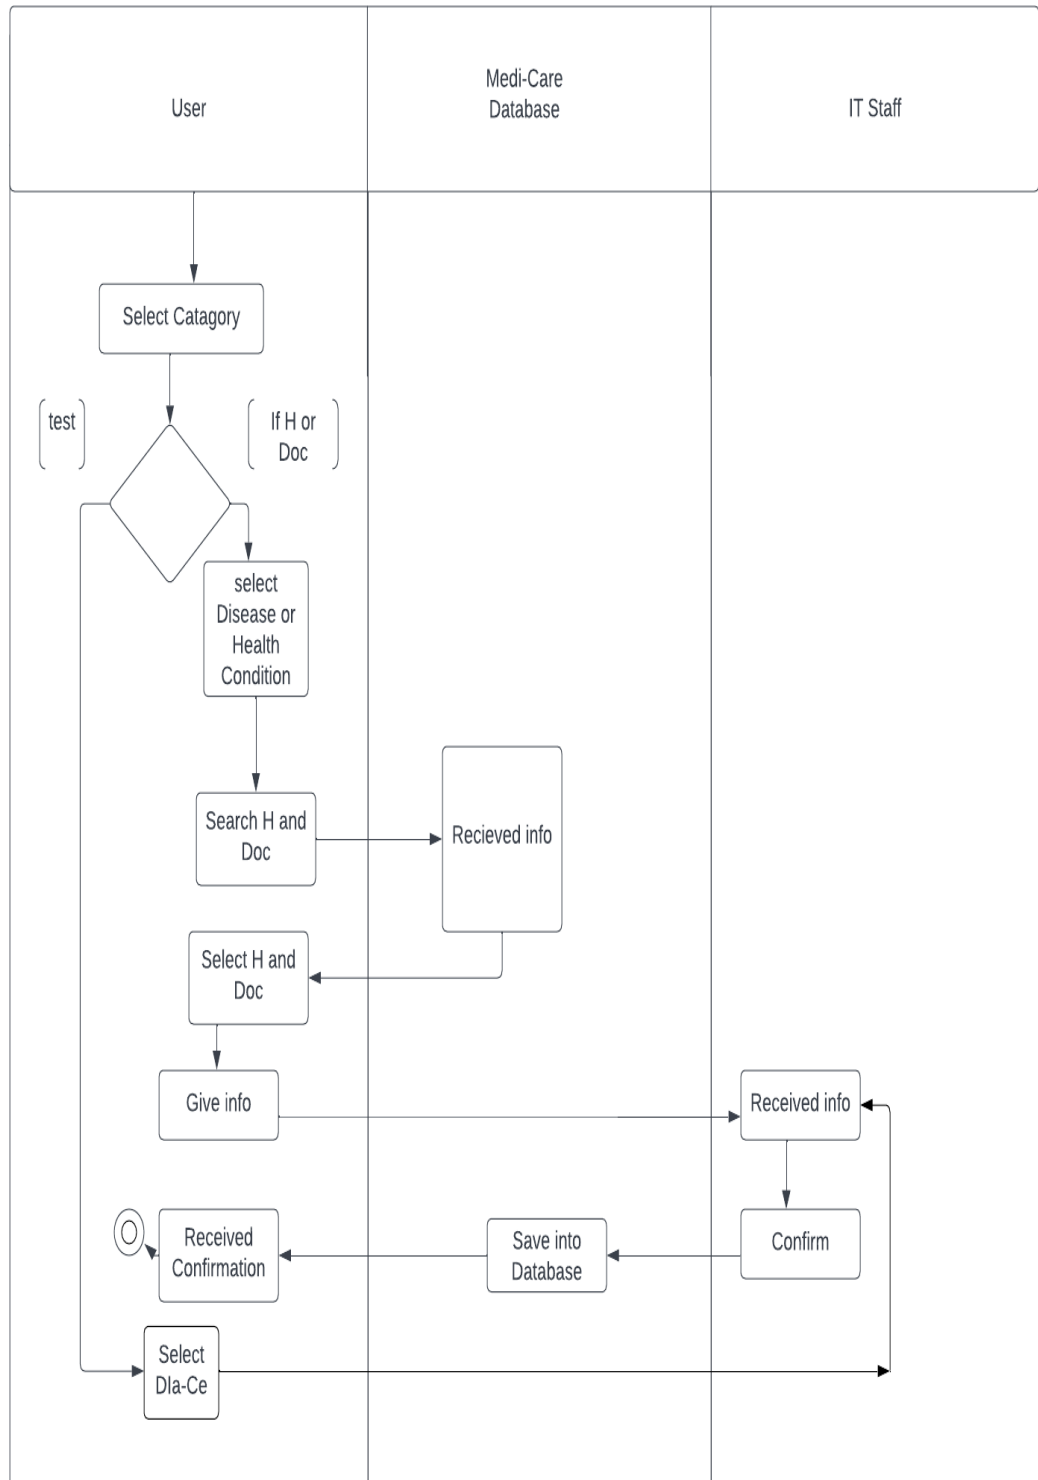 User
Medi-Care
Database
IT Staff
Select Catagory
test
If H or
Doc
select
Disease or
Health
Condition
Search H and
Doc
Recieved info
Select H and
Doc
Give info
Received info
Received
Confirmation
Save into
Database
Confirm
Select
DIa-Ce